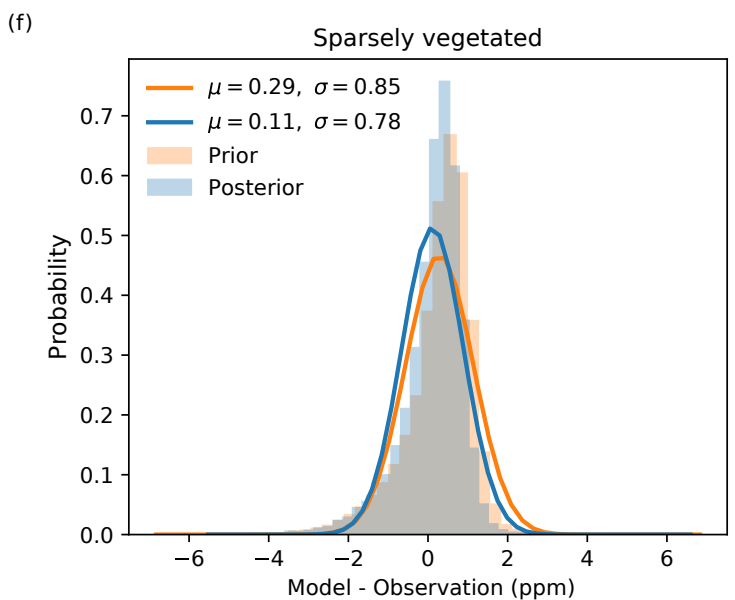 (f)
Sparsely vegetated
μ = 0.29, σ = 0.85
μ = 0.11, σ = 0.78
Prior
Posterior
Probability
0.7
0.6
0.5
0.4
0.3
0.2
0.1
0.0
−6 −4 −2 0 2 4 6
Model - Observation (ppm)